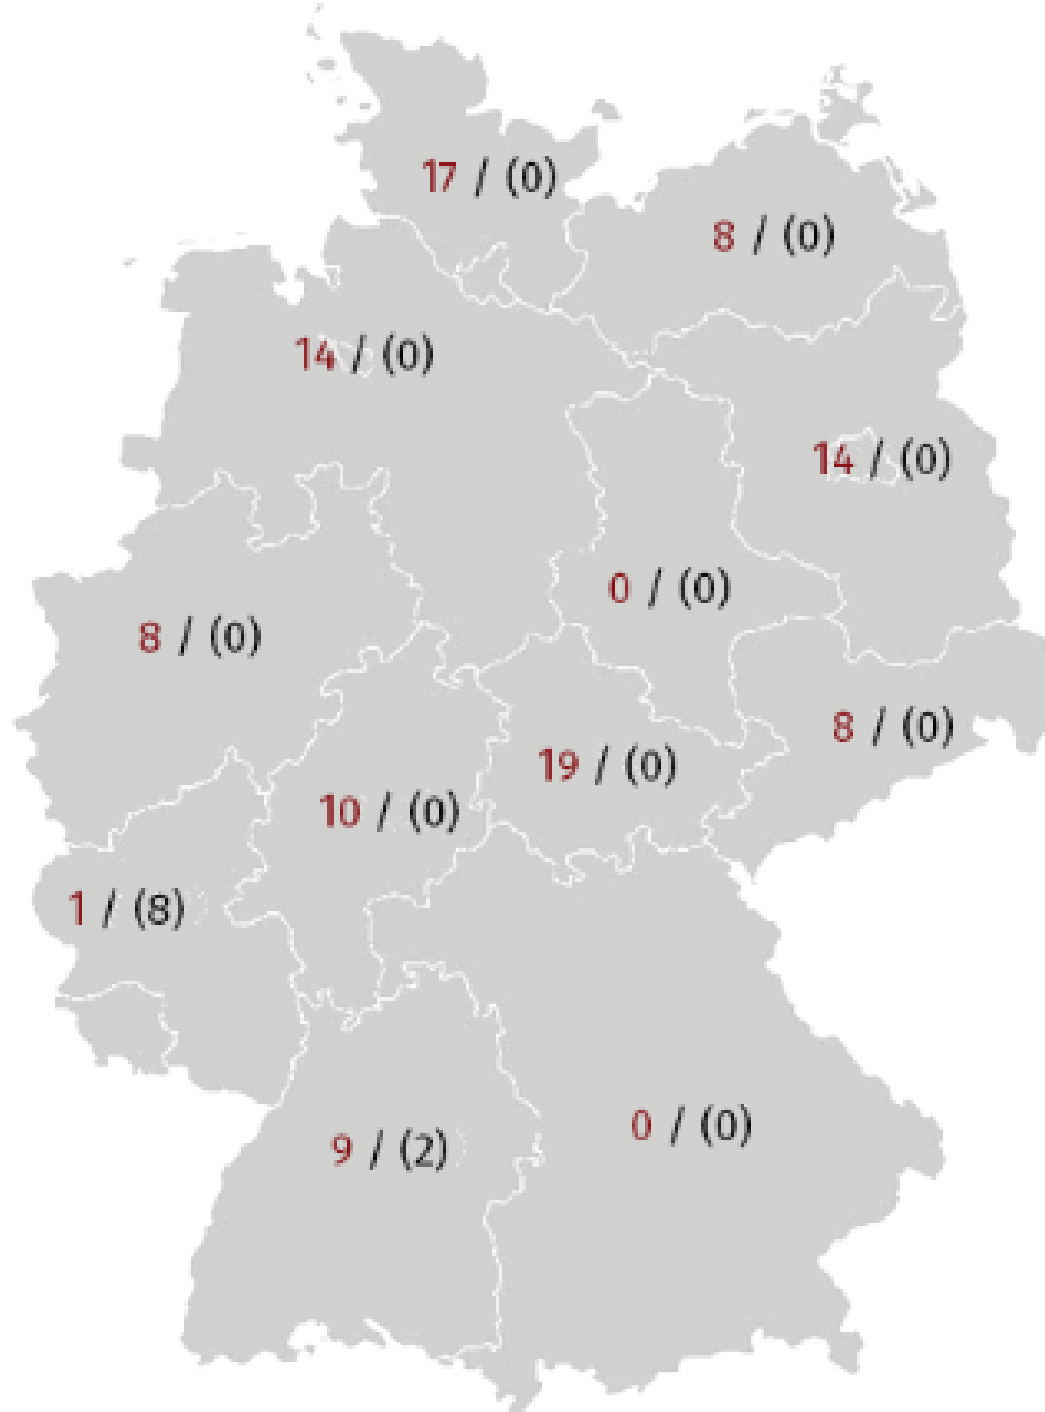 17 / (0)
8 / (0)
14 / (0)
14 / (0)
0 / (0)
8 / (0)
8 / (0)
19 / (0)
10 / (0)
1 / (8)
0 / (0)
9 / (2)